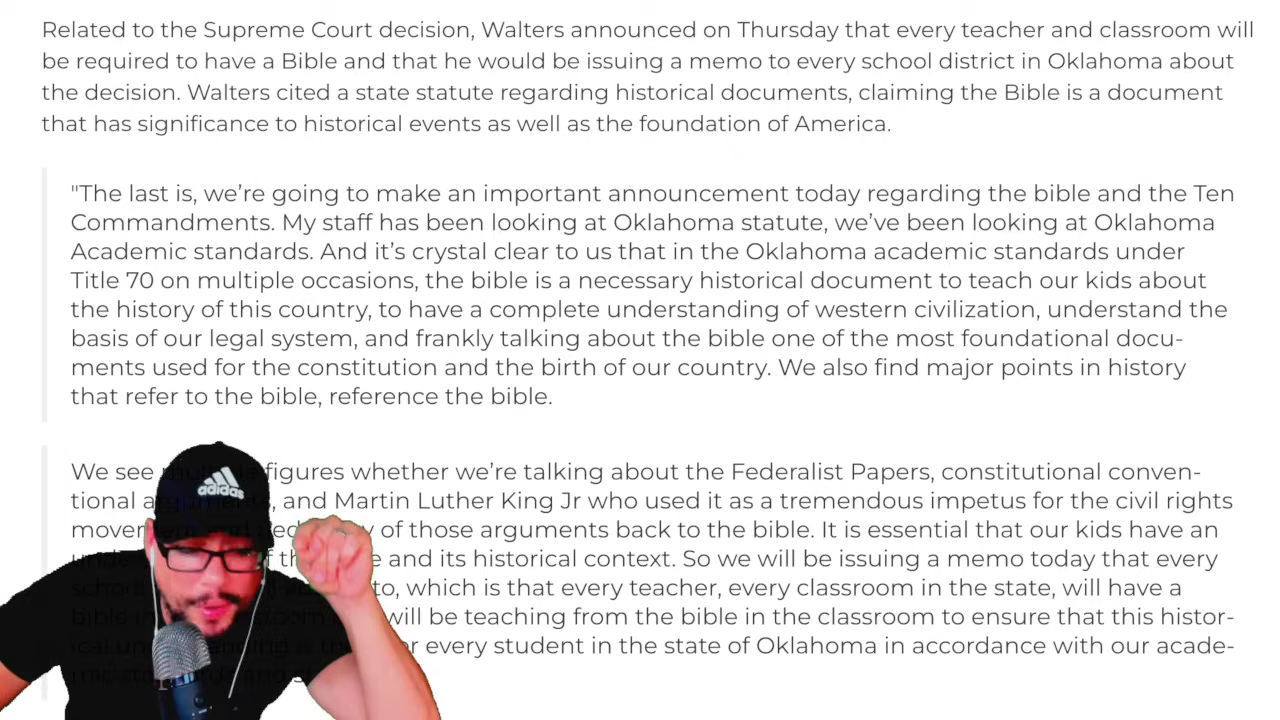 Related to the Supreme Court decision, Walters announced on Thursday that every teacher and classroom will
be required to have a Bible and that he would be issuing a memo to every school district in Oklahoma about
the decision. Walters cited a state statute regarding historical documents, claiming the Bible is a document
that has significance to historical events as well as the foundation of America.
"The last is, we’re going to make an important announcement today regarding the bible and the Ten
Commandments. My staff has been looking at Oklahoma statute, we’ve been looking at Oklahoma
Academic standards. And it’s crystal clear to us that in the Oklahoma academic standards under
Title 70 on multiple occasions, the bible is a necessary historical document to teach our kids about
the history of this country, to have a complete understanding of western civilization, understand the
basis of our legal system, and frankly talking about the bible one of the most foundational docu-
ments used for the constitution and the birth of our country. We also find major points in history
that refer to the bible, reference the bible.
We see multiple figures whether we’re talking about the Federalist Papers, constitutional conven-
tional arguments, and Martin Luther King Jr who used it as a tremendous impetus for the civil rights
of those arguments back to the bible. It is essential that our kids have an
and its historical context. So we will be issuing a memo today that every
to, which is that every teacher, every classroom in the state, will have a
bible will be teaching from the bible in the classroom to ensure that this histor-
every student in the state of Oklahoma in accordance with our acade-
adidas